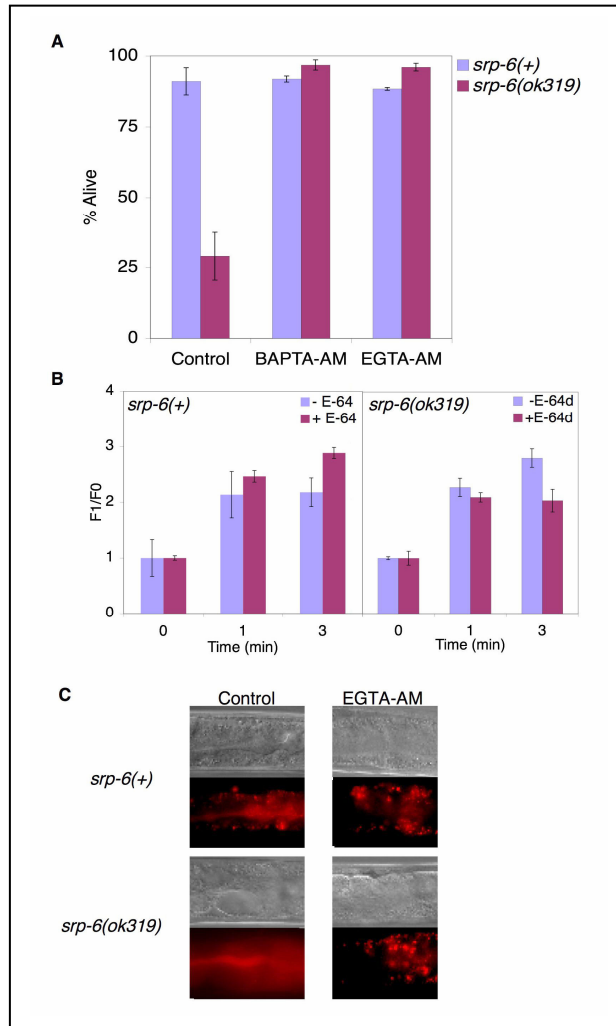 A
100
75
50
25
0
% Alive
srp-6(+)
srp-6(ok319)
Control BAPTA-AM EGTA-AM
B
4
3
2
1
0
F1/F0
srp-6(+)
- E-64
+ E-64
0 1 3
Time (min)
srp-6(ok319)
-E-64d
+E-64d
0 1 3
Time (min)
C
Control EGTA-AM
srp-6(+)
srp-6(ok319)